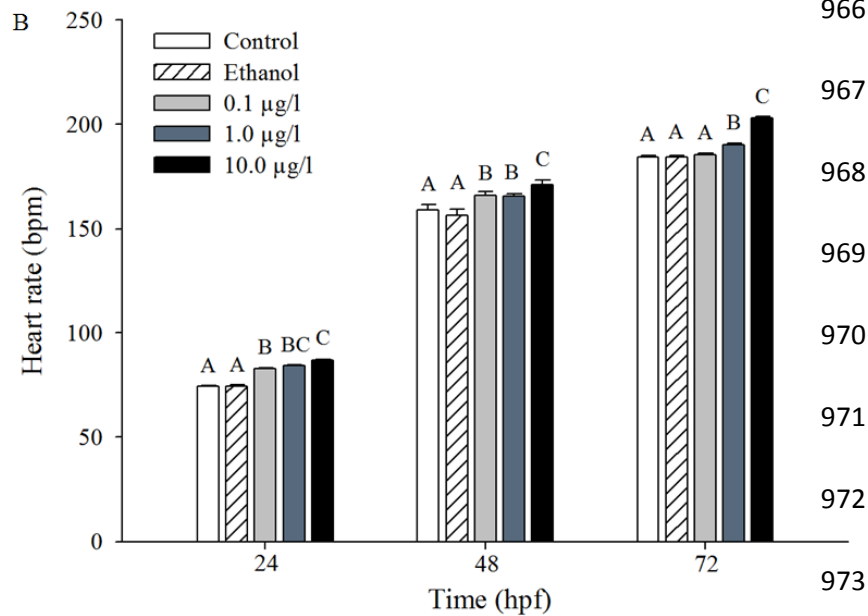 B
250
200
150
100
50
0
Heart rate (bpm)
Control
Ethanol
0.1 µg/l
1.0 µg/l
10.0 µg/l
A A B BC C
A A B B C
A A A B C
24 48 72
Time (hpf)
966
967
968
969
970
971
972
973